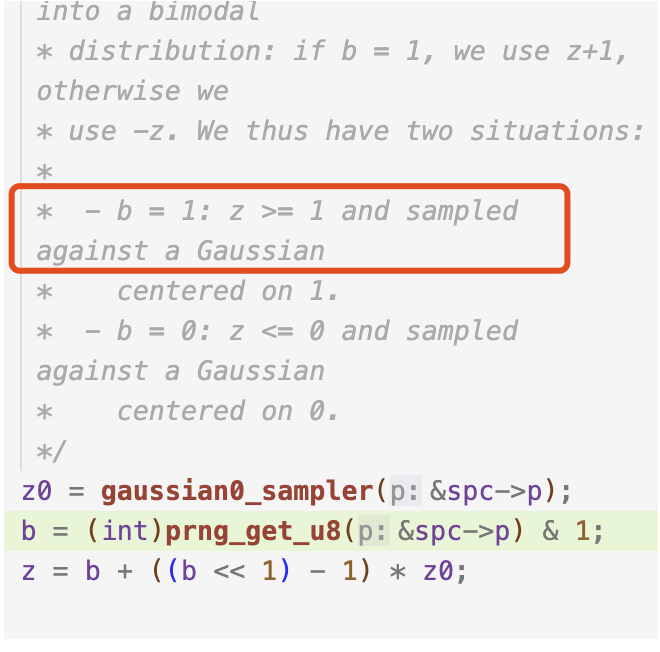 into a bimodal
* distribution: if b = 1, we use z+1,
otherwise we
* use -z. We thus have two situations:
*
*  - b = 1: z >= 1 and sampled
against a Gaussian
*    centered on 1.
*  - b = 0: z <= 0 and sampled
against a Gaussian
*    centered on 0.
*/
z0 = gaussian0_sampler(p: &spc->p);
b = (int)prng_get_u8(p: &spc->p) & 1;
z = b + ((b << 1) - 1) * z0;